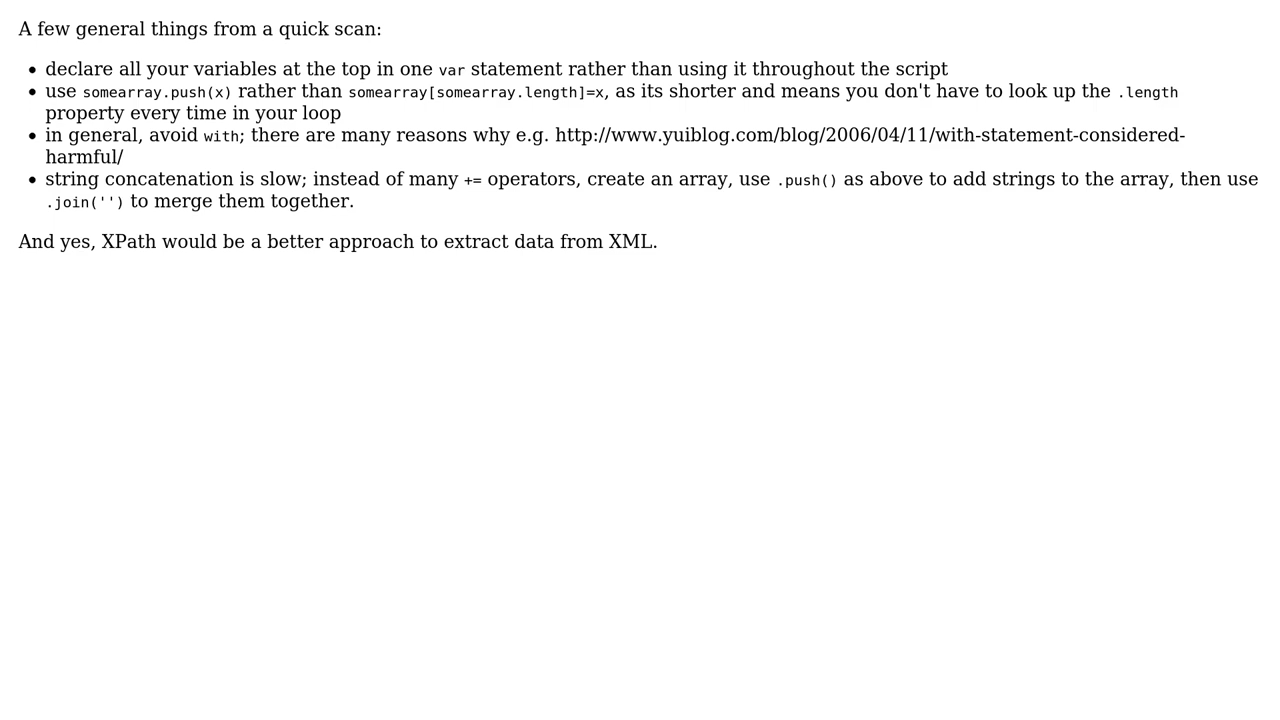 A few general things from a quick scan:
declare all your variables at the top in one var statement rather than using it throughout the script
use somearray.push(x) rather than somearray[somearray.length]=x, as its shorter and means you don't have to look up the .length
property every time in your loop
in general, avoid with; there are many reasons why e.g. http://www.yuiblog.com/blog/2006/04/11/with-statement-considered-
harmful/
string concatenation is slow; instead of many += operators, create an array, use .push() as above to add strings to the array, then use
.join('') to merge them together.
And yes, XPath would be a better approach to extract data from XML.